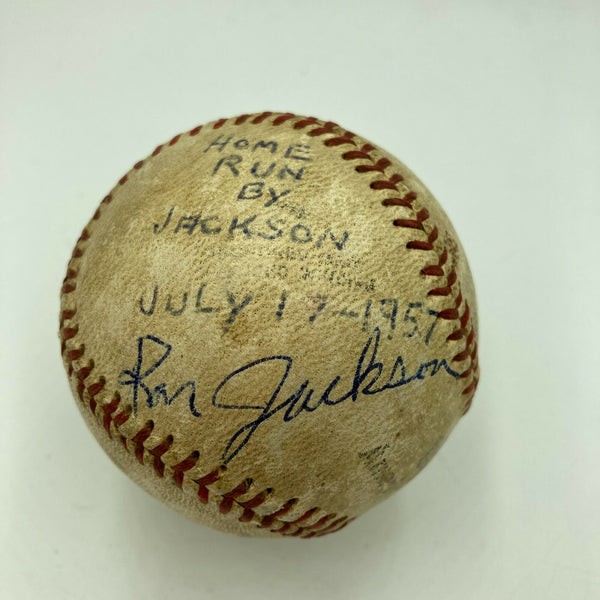 HOME
RUN
BY
JACKSON
JULY 17-1957
Ron Jackson